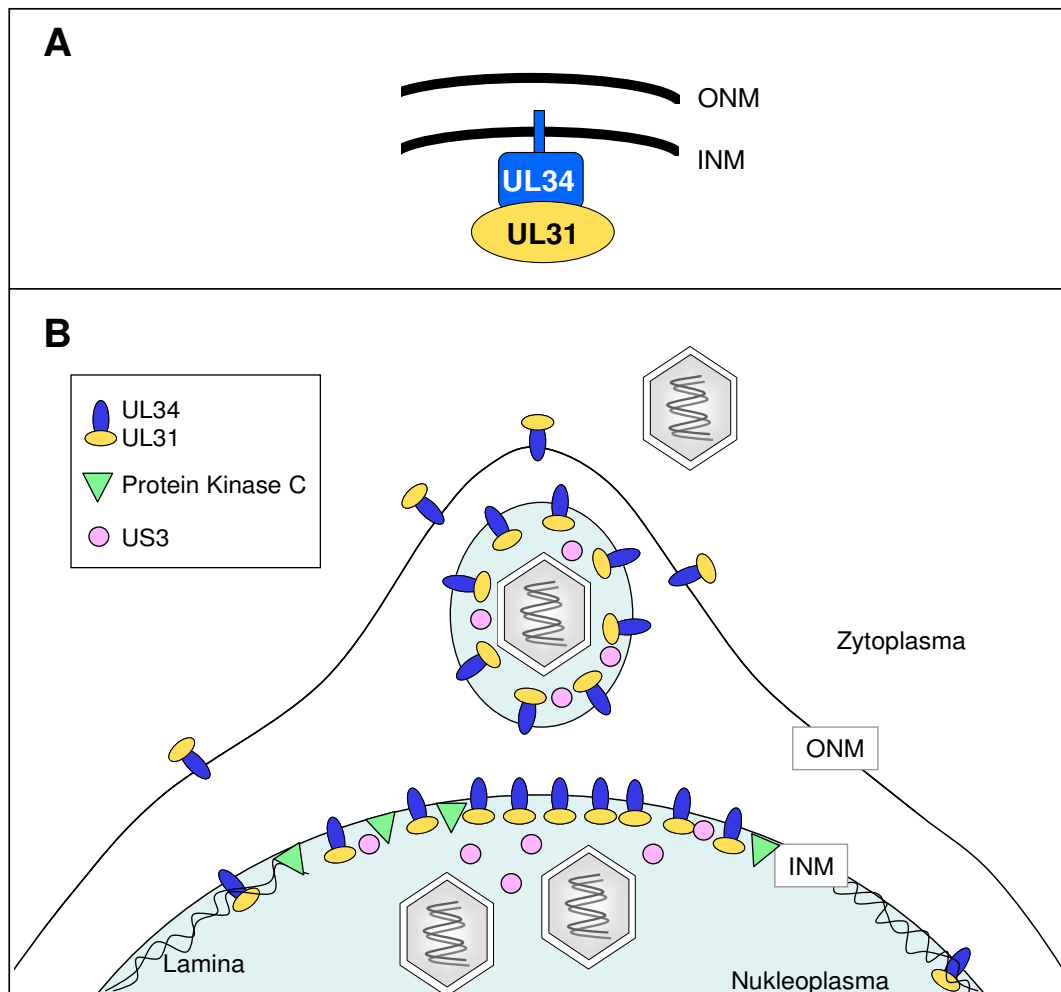 A
ONM
INM
UL34
UL31
B
UL34
UL31
Protein Kinase C
US3
Zytoplasma
ONM
INM
Lamina
Nukleoplasma